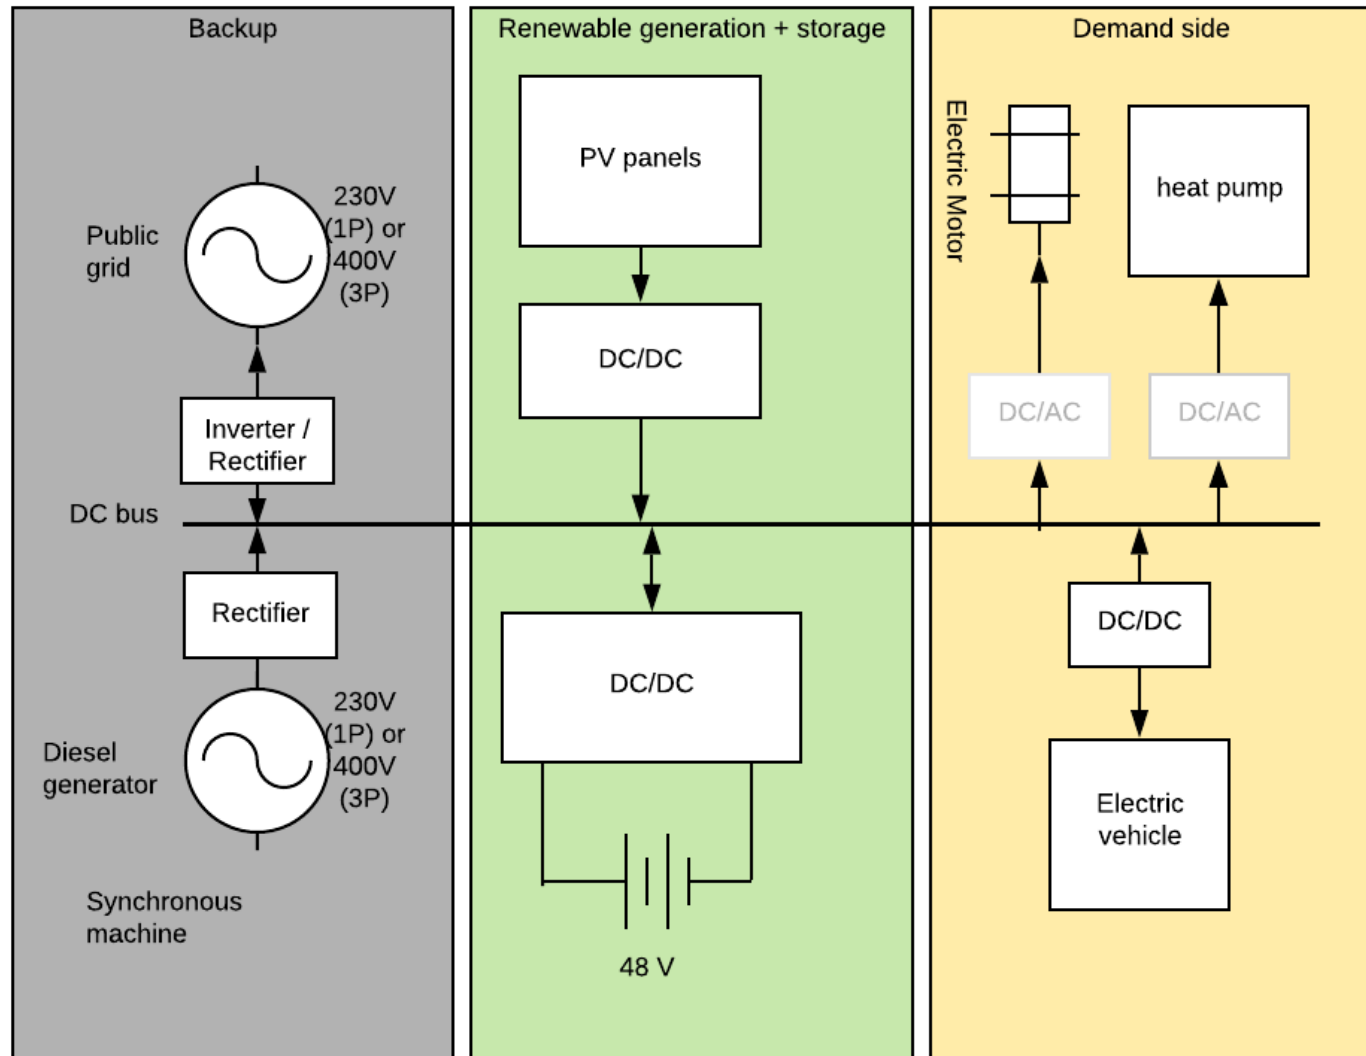 Backup
Public
grid
230V
(1P) or
400V
(3P)
Inverter /
Rectifier
DC bus
Rectifier
Diesel
generator
230V
(1P) or
400V
(3P)
Synchronous
machine
Renewable generation + storage
PV panels
DC/DC
DC/DC
48 V
Demand side
Electric Motor
heat pump
DC/AC
DC/AC
DC/DC
Electric
vehicle